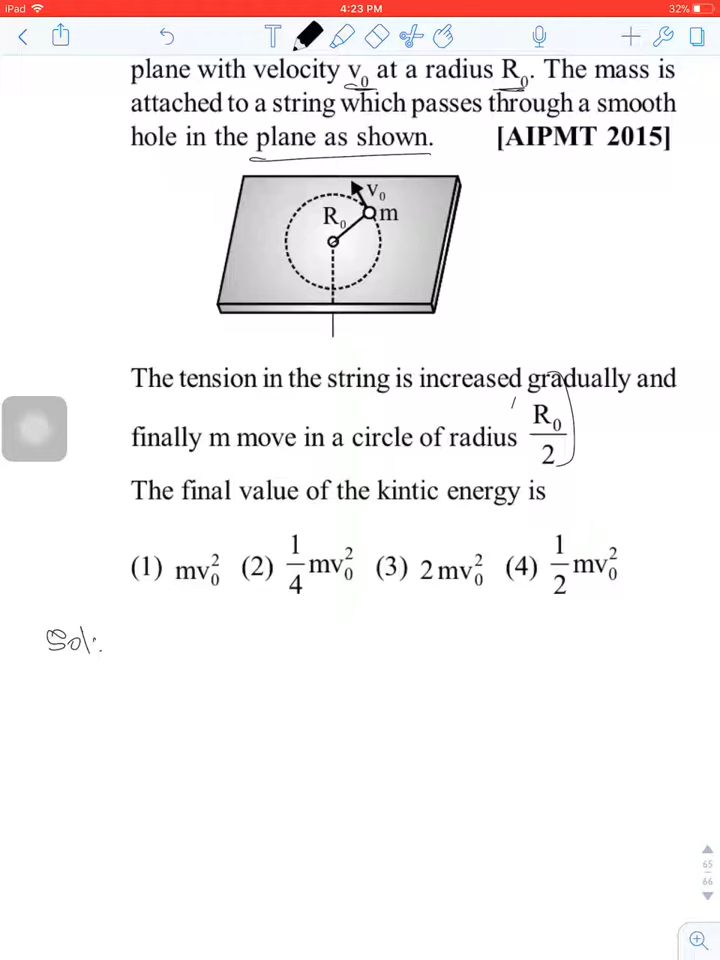 iPad 4:23 PM 32%
T
plane with velocity v₀ at a radius R₀. The mass is
attached to a string which passes through a smooth
hole in the plane as shown. [AIPMT 2015]
v₀
R₀ m
The tension in the string is increased gradually and
finally m move in a circle of radius R₀/2
The final value of the kintic energy is
(1) mv₀² (2) 1/4 mv₀² (3) 2mv₀² (4) 1/2 mv₀²
Sol:
65
66